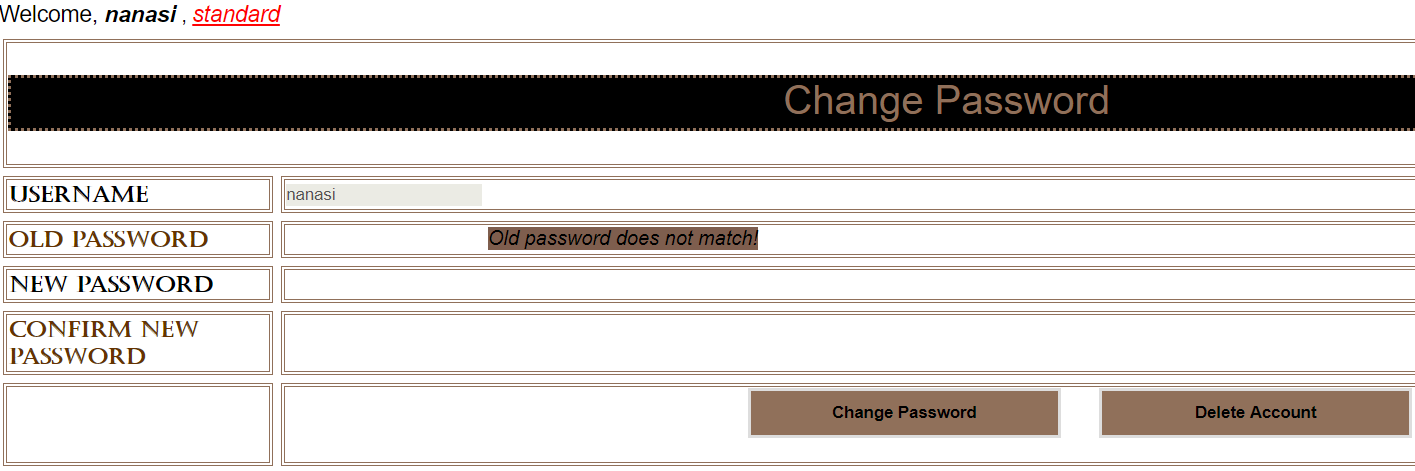 Welcome, nanasi , standard
Change Password
USERNAME
nanasi
OLD PASSWORD
Old password does not match!
NEW PASSWORD
CONFIRM NEW
PASSWORD
Change Password
Delete Account